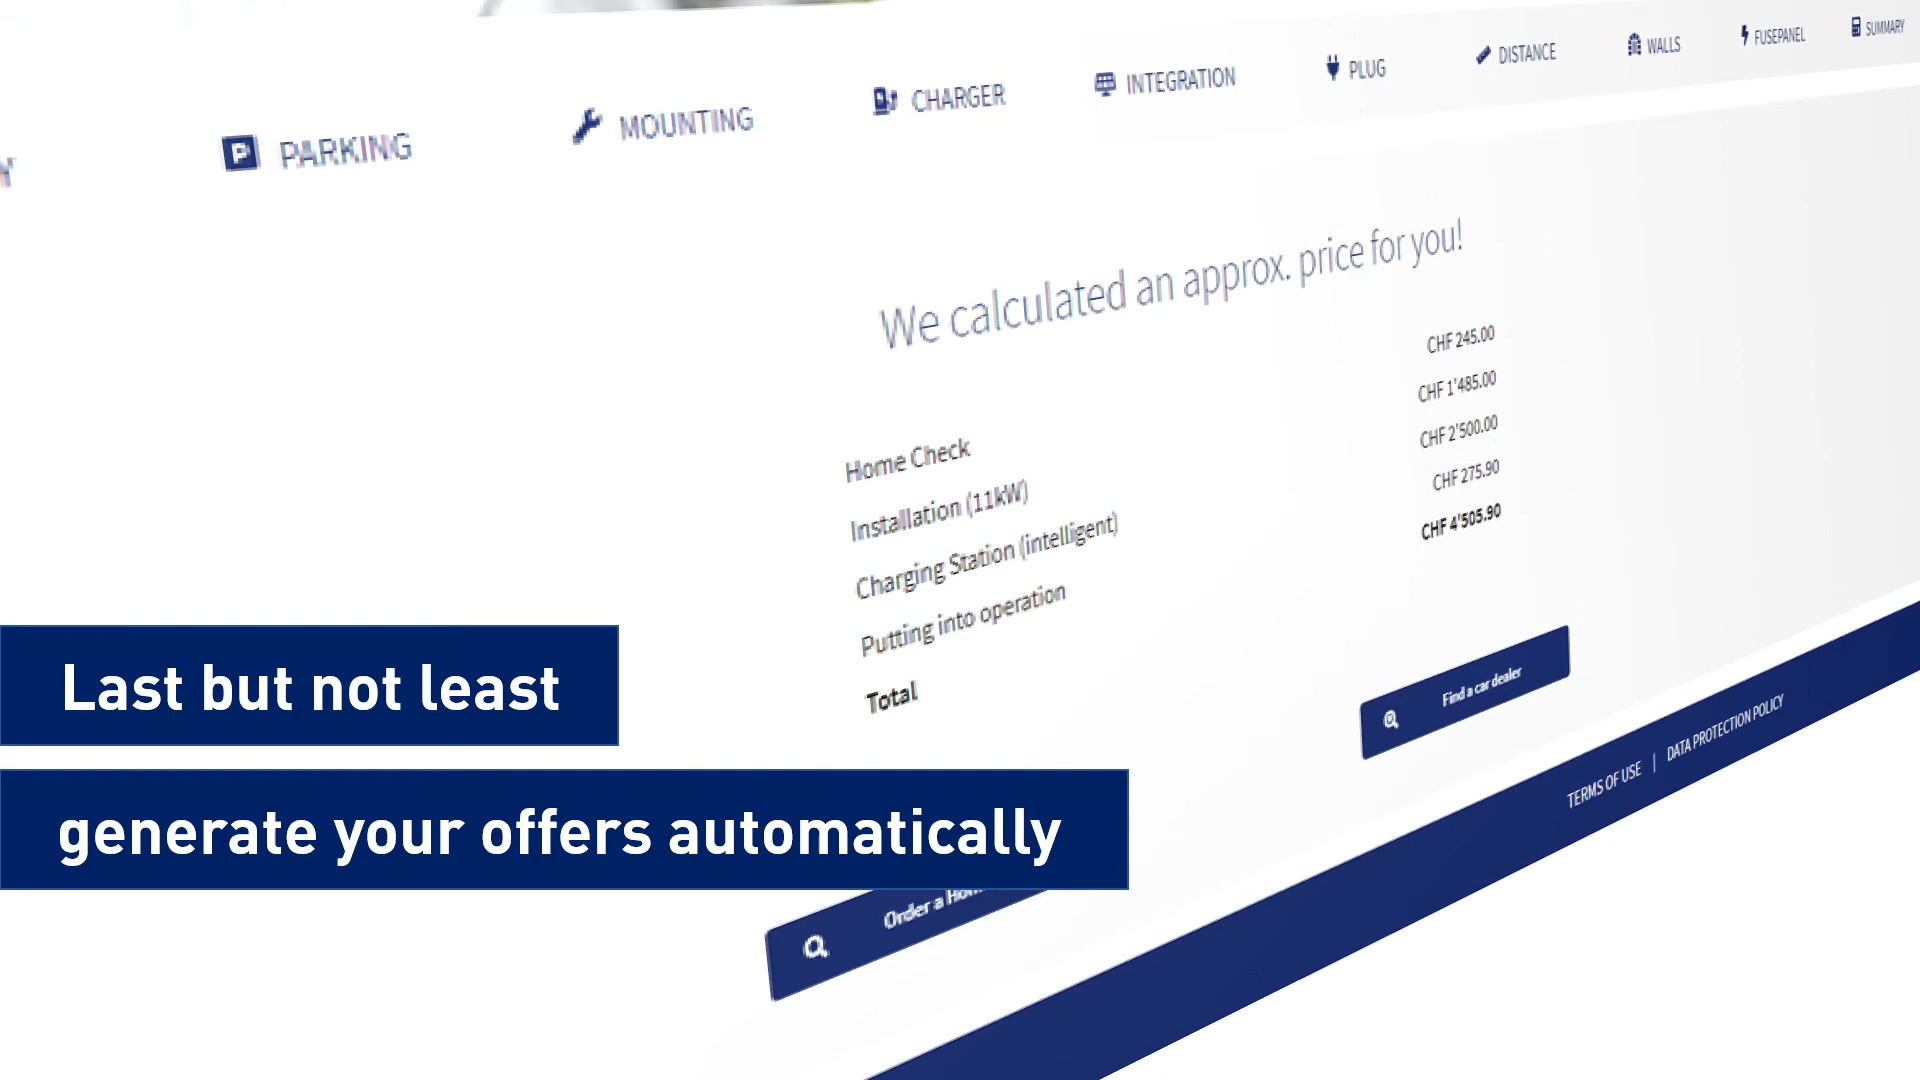 Y
PARKING
MOUNTING
CHARGER
INTEGRATION
PLUG
DISTANCE
WALLS
FUSEPANEL
SUMMARY
We calculated an approx. price for you!
Home Check CHF 245.00
Installation (11kW) CHF 1'485.00
Charging Station (intelligent) CHF 2'500.00
Putting into operation CHF 275.90
Total CHF 4'505.90
Find a car dealer
Order a
TERMS OF USE | DATA PROTECTION POLICY
Last but not least
generate your offers automatically